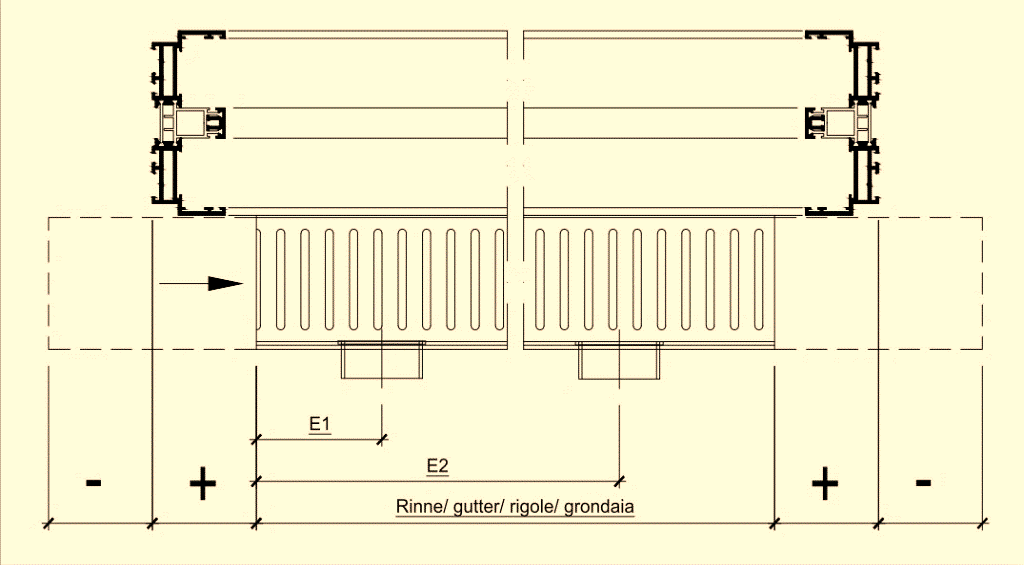 E1
E2
- + + -
Rinne/ gutter/ rigole/ grondaia